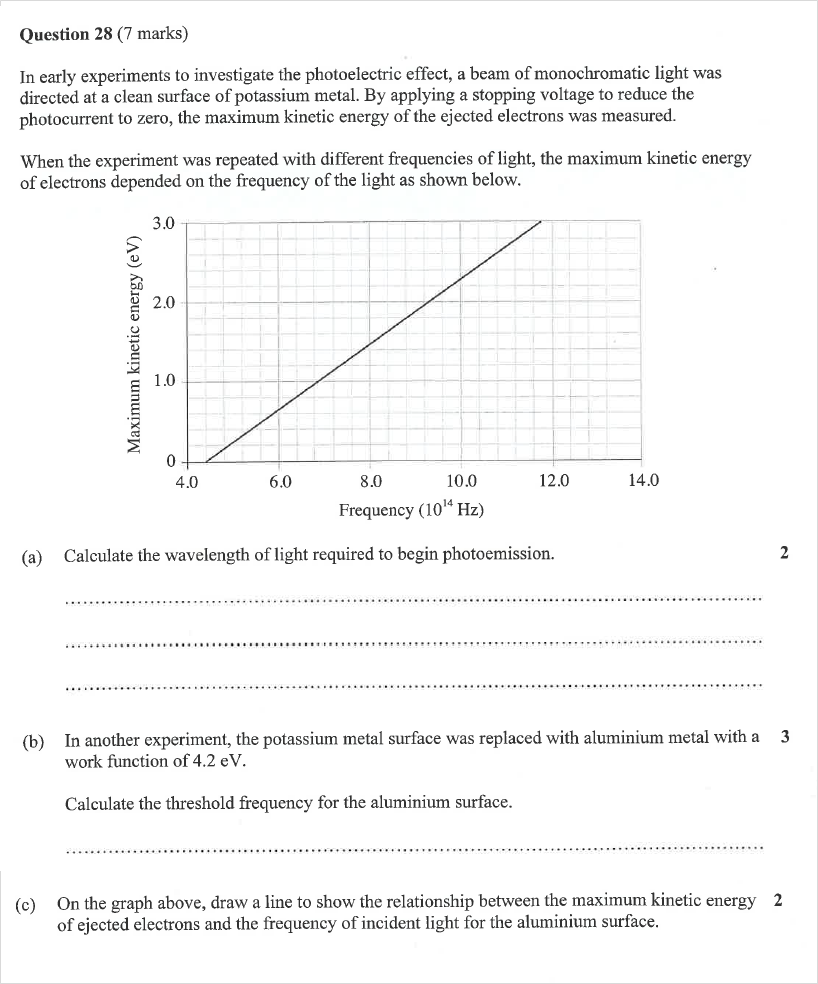 Question 28 (7 marks)
In early experiments to investigate the photoelectric effect, a beam of monochromatic light was
directed at a clean surface of potassium metal. By applying a stopping voltage to reduce the
photocurrent to zero, the maximum kinetic energy of the ejected electrons was measured.
When the experiment was repeated with different frequencies of light, the maximum kinetic energy
of electrons depended on the frequency of the light as shown below.
Maximum kinetic energy (eV)
3.0
2.0
1.0
0
4.0 6.0 8.0 10.0 12.0 14.0
Frequency (10¹⁴ Hz)
(a) Calculate the wavelength of light required to begin photoemission. 2
(b) In another experiment, the potassium metal surface was replaced with aluminium metal with a 3
work function of 4.2 eV.
Calculate the threshold frequency for the aluminium surface.
(c) On the graph above, draw a line to show the relationship between the maximum kinetic energy 2
of ejected electrons and the frequency of incident light for the aluminium surface.